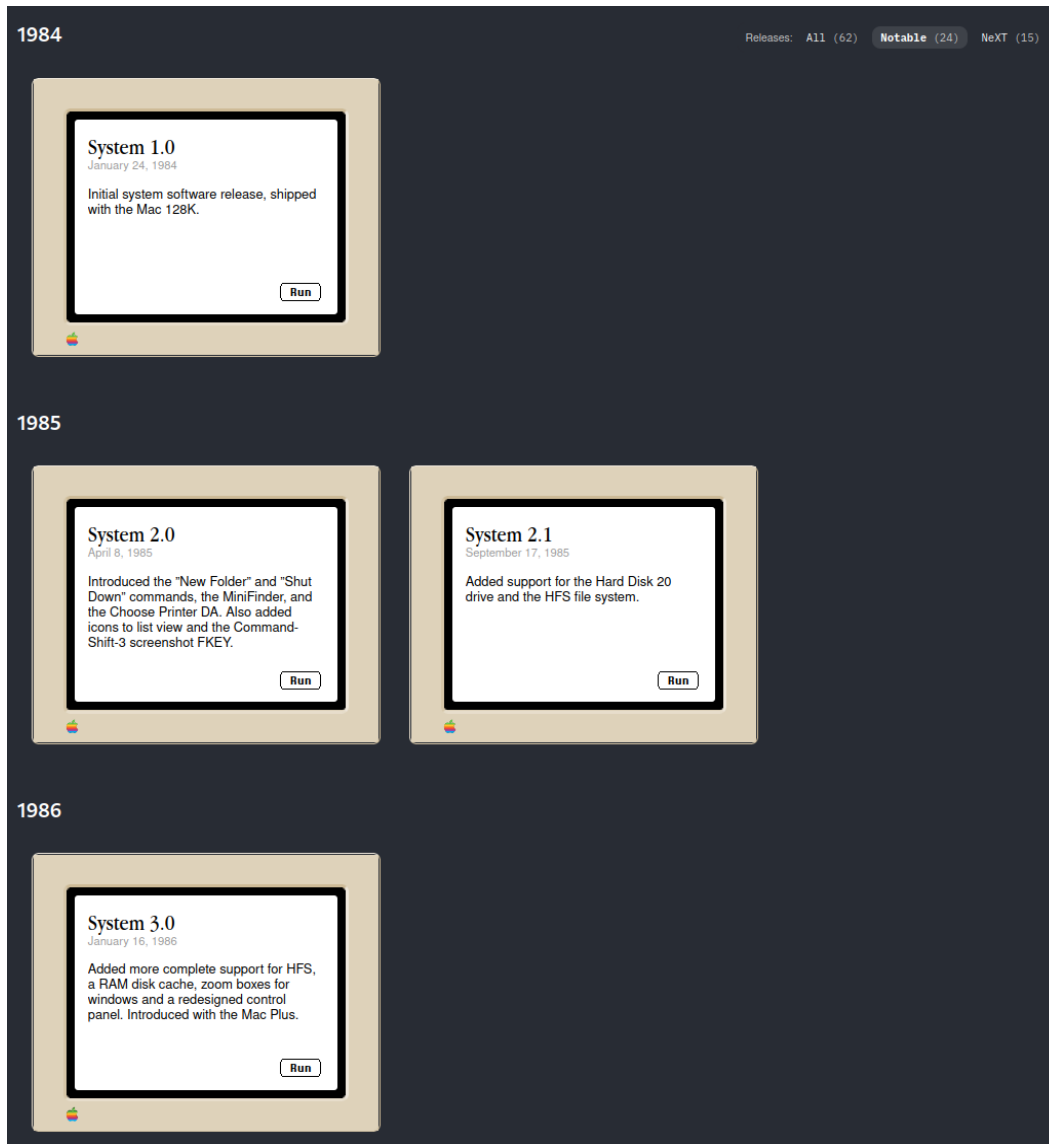 1984
Releases: All (62) Notable (24) NeXT (15)
System 1.0
January 24, 1984
Initial system software release, shipped
with the Mac 128K.
Run
1985
System 2.0
April 8, 1985
Introduced the "New Folder" and "Shut
Down" commands, the MiniFinder, and
the Choose Printer DA. Also added
icons to list view and the Command-
Shift-3 screenshot FKEY.
Run
System 2.1
September 17, 1985
Added support for the Hard Disk 20
drive and the HFS file system.
Run
1986
System 3.0
January 16, 1986
Added more complete support for HFS,
a RAM disk cache, zoom boxes for
windows and a redesigned control
panel. Introduced with the Mac Plus.
Run